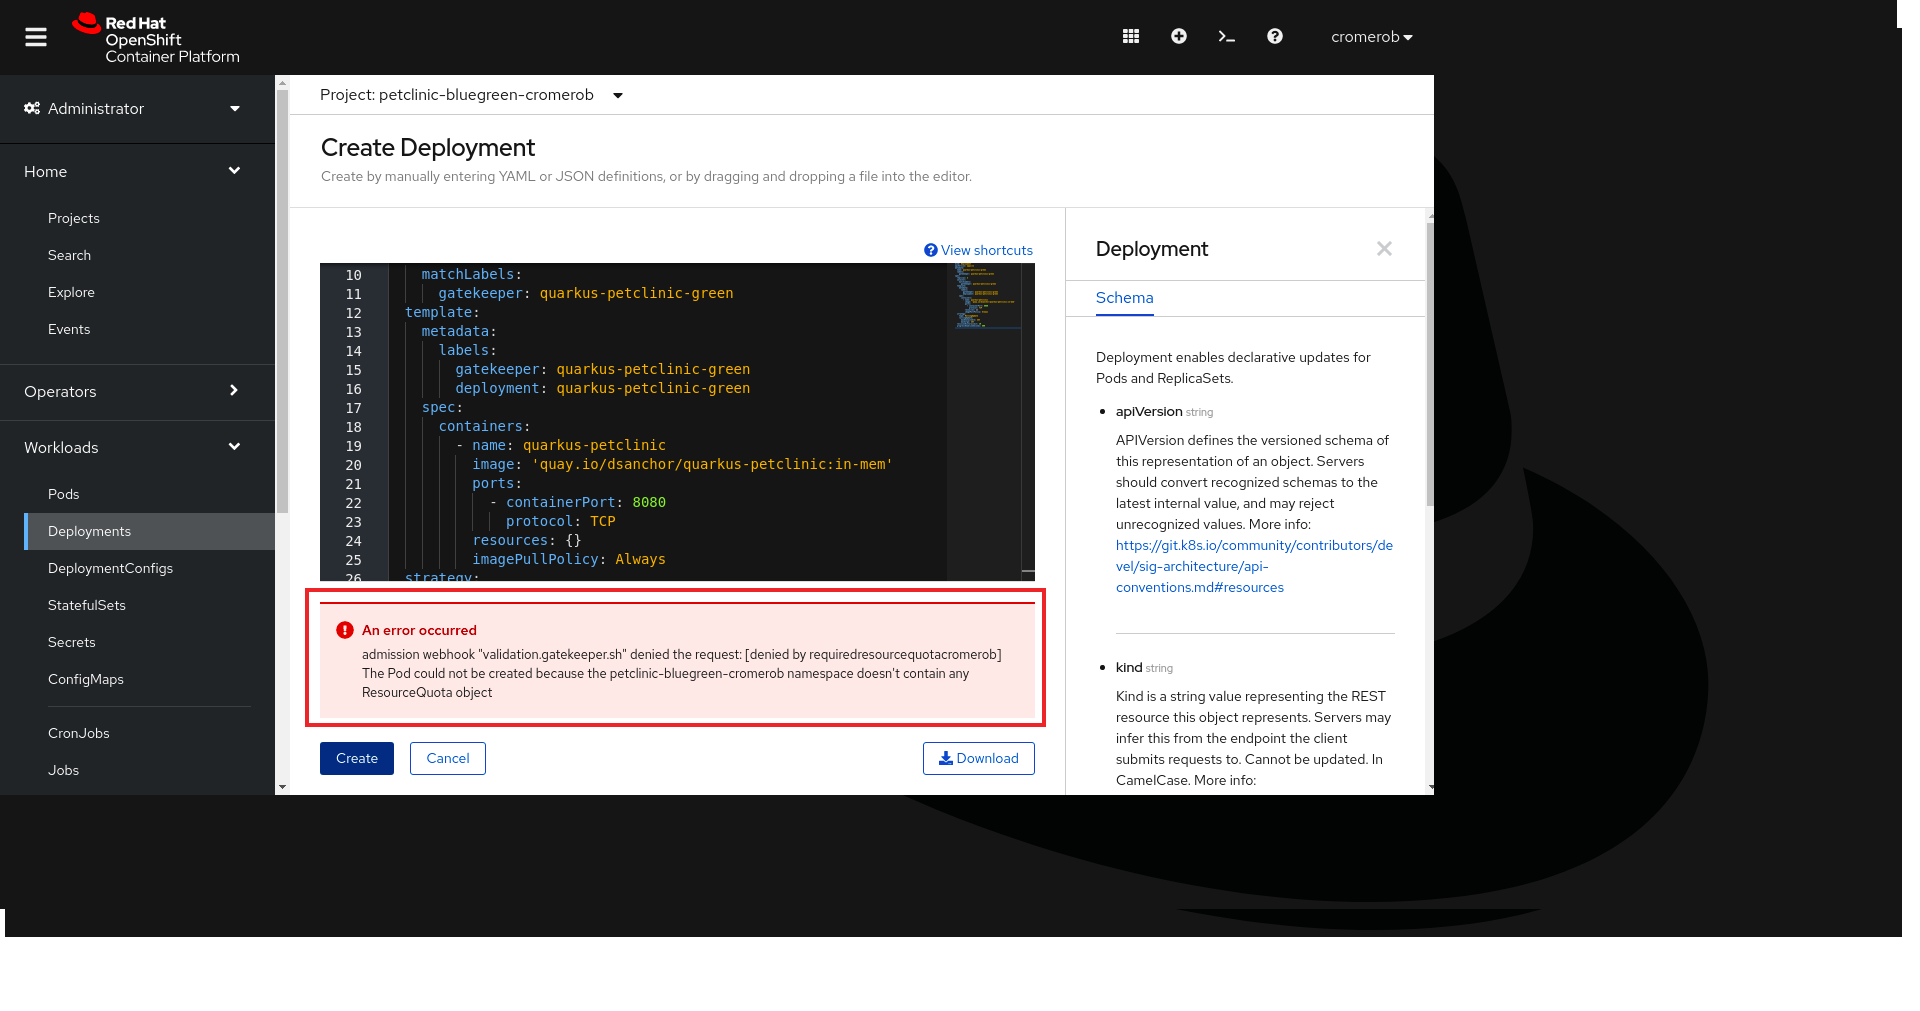 Red Hat
OpenShift
Container Platform
cromerob
Administrator
Home
Projects
Search
Explore
Events
Operators
Workloads
Pods
Deployments
DeploymentConfigs
StatefulSets
Secrets
ConfigMaps
CronJobs
Jobs
Project: petclinic-bluegreen-cromerob
Create Deployment
Create by manually entering YAML or JSON definitions, or by dragging and dropping a file into the editor.
View shortcuts
10 matchLabels:
11 gatekeeper: quarkus-petclinic-green
12 template:
13 metadata:
14 labels:
15 gatekeeper: quarkus-petclinic-green
16 deployment: quarkus-petclinic-green
17 spec:
18 containers:
19 - name: quarkus-petclinic
20 image: 'quay.io/dsanchor/quarkus-petclinic:in-mem'
21 ports:
22 - containerPort: 8080
23 protocol: TCP
24 resources: {}
25 imagePullPolicy: Always
26 strategy:
An error occurred
admission webhook "validation.gatekeeper.sh" denied the request: [denied by requiredresourcequotacromerob]
The Pod could not be created because the petclinic-bluegreen-cromerob namespace doesn't contain any
ResourceQuota object
Create
Cancel
Download
Deployment
Schema
Deployment enables declarative updates for
Pods and ReplicaSets.
• apiVersion string
APIVersion defines the versioned schema of
this representation of an object. Servers
should convert recognized schemas to the
latest internal value, and may reject
unrecognized values. More info:
https://git.k8s.io/community/contributors/de
vel/sig-architecture/api-
conventions.md#resources
• kind string
Kind is a string value representing the REST
resource this object represents. Servers may
infer this from the endpoint the client
submits requests to. Cannot be updated. In
CamelCase. More info: